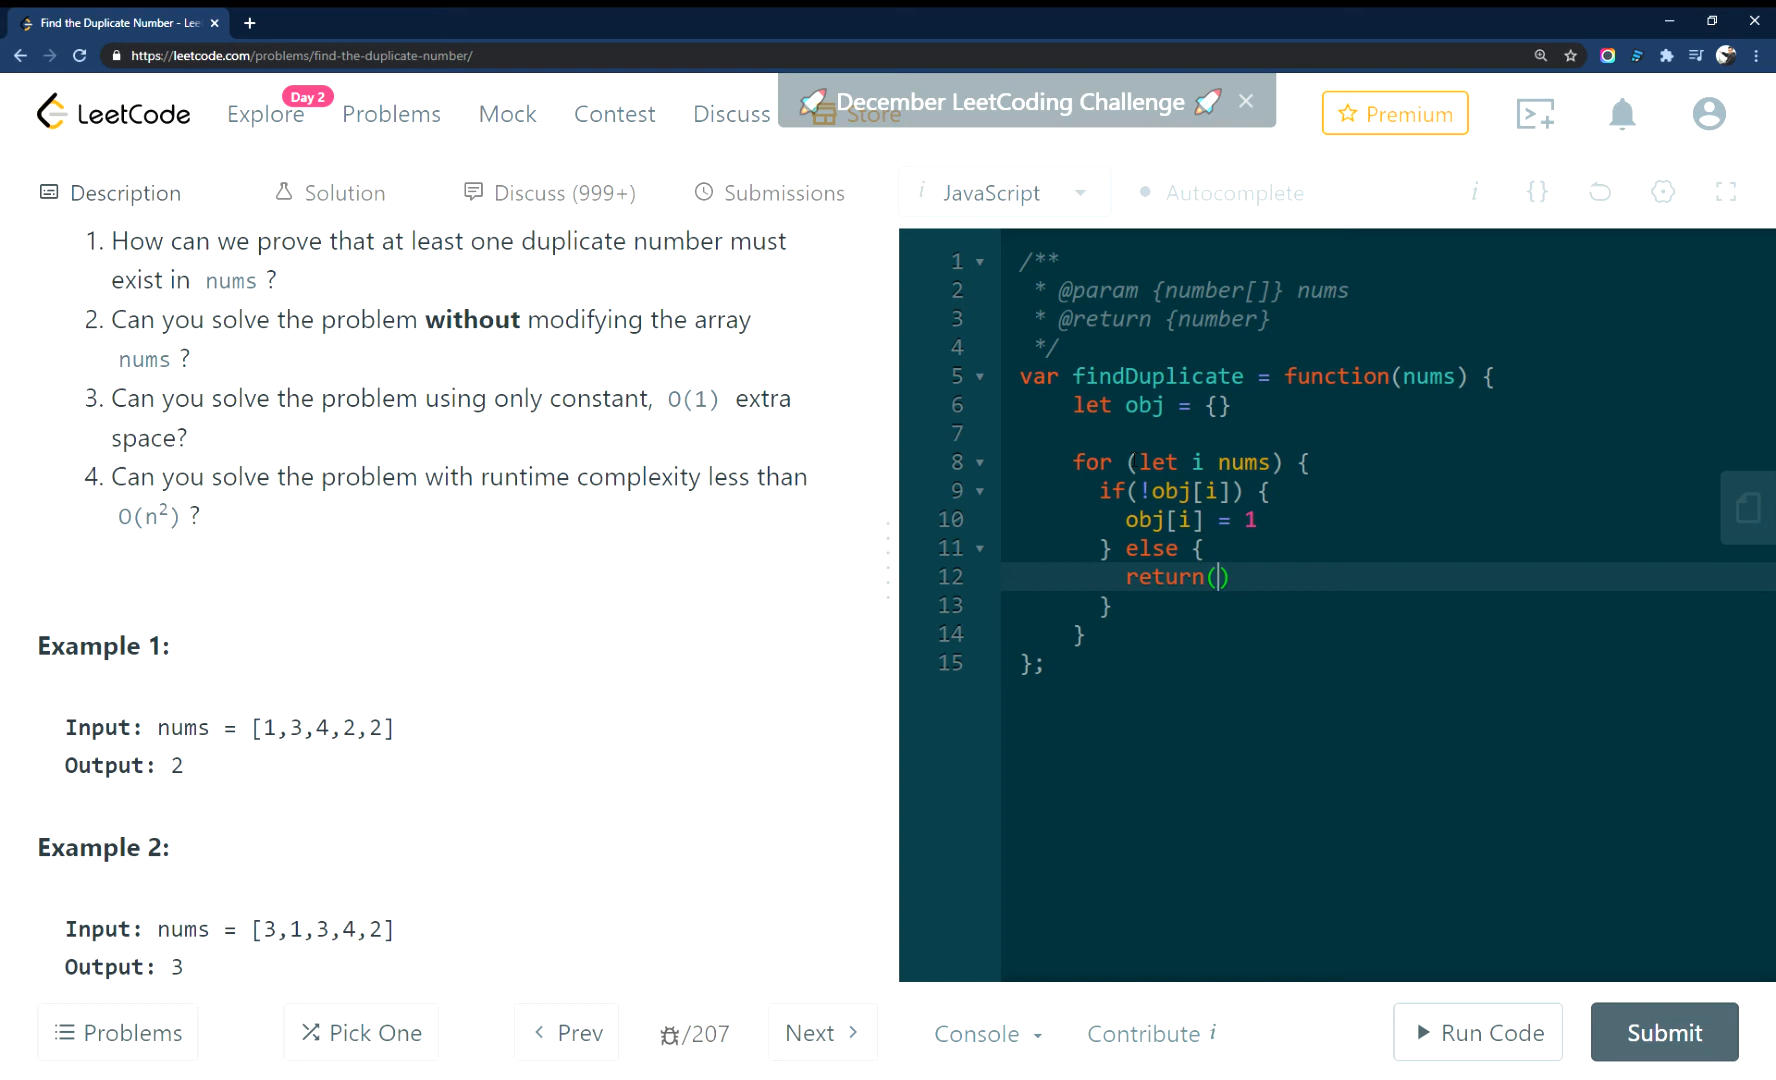 Find the Duplicate Number - Lee
https://leetcode.com/problems/find-the-duplicate-number/
LeetCode
Explore
Day 2
Problems
Mock
Contest
Discuss
Store
🚀 December LeetCoding Challenge 🚀 ×
Premium
Description
Solution
Discuss (999+)
Submissions
i JavaScript
Autocomplete
i {}
1. How can we prove that at least one duplicate number must
exist in nums ?
2. Can you solve the problem without modifying the array
nums ?
3. Can you solve the problem using only constant, O(1) extra
space?
4. Can you solve the problem with runtime complexity less than
O(n²) ?
Example 1:
Input: nums = [1,3,4,2,2]
Output: 2
Example 2:
Input: nums = [3,1,3,4,2]
Output: 3
1 /**
2 * @param {number[]} nums
3 * @return {number}
4 */
5 var findDuplicate = function(nums) {
6 let obj = {}
7
8 for (let i nums) {
9 if(!obj[i]) {
10 obj[i] = 1
11 } else {
12 return()
13 }
14 }
15 };
Problems
Pick One
‹ Prev
/207
Next ›
Console
Contribute i
Run Code
Submit